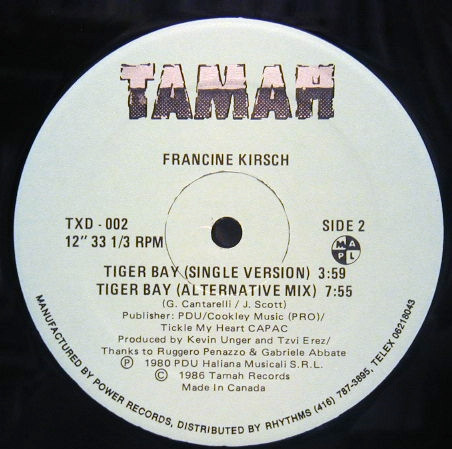 TAMAH
FRANCINE KIRSCH
TXD - 002
12" 33 1/3 RPM
SIDE 2
M A
P L
TIGER BAY (SINGLE VERSION) 3:59
TIGER BAY (ALTERNATIVE MIX) 7:55
(G. Cantarelli / J. Scott)
Publisher: PDU/Cookley Music (PRO)/
Tickle My Heart CAPAC
Produced by Kevin Unger and Tzvi Erez/
Thanks to Ruggero Penazzo & Gabriele Abbate
Ⓟ 1980 PDU Haliana Musicali S.R.L.
© 1986 Tamah Records
Made in Canada
MANUFACTURED BY POWER RECORDS, DISTRIBUTED BY RHYTHMS (416) 787-3895, TELEX 06218043